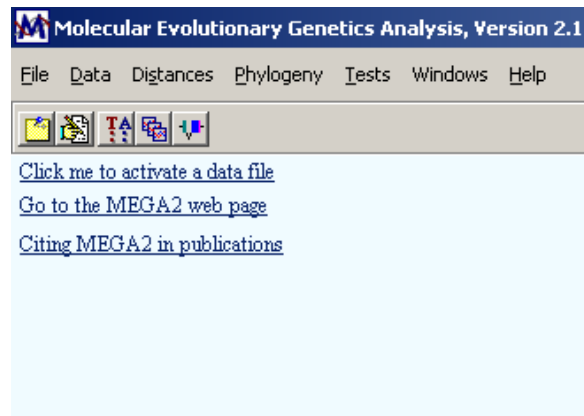 Molecular Evolutionary Genetics Analysis, Version 2.1
File Data Distances Phylogeny Tests Windows Help
Click me to activate a data file
Go to the MEGA2 web page
Citing MEGA2 in publications